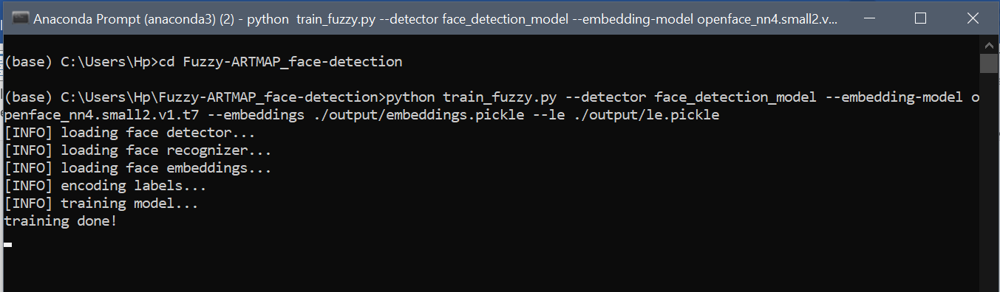 Anaconda Prompt (anaconda3) (2) - python  train_fuzzy.py --detector face_detection_model --embedding-model openface_nn4.small2.v...
(base) C:\Users\Hp>cd Fuzzy-ARTMAP_face-detection
(base) C:\Users\Hp\Fuzzy-ARTMAP_face-detection>python train_fuzzy.py --detector face_detection_model --embedding-model o
penface_nn4.small2.v1.t7 --embeddings ./output/embeddings.pickle --le ./output/le.pickle
[INFO] loading face detector...
[INFO] loading face recognizer...
[INFO] loading face embeddings...
[INFO] encoding labels...
[INFO] training model...
training done!